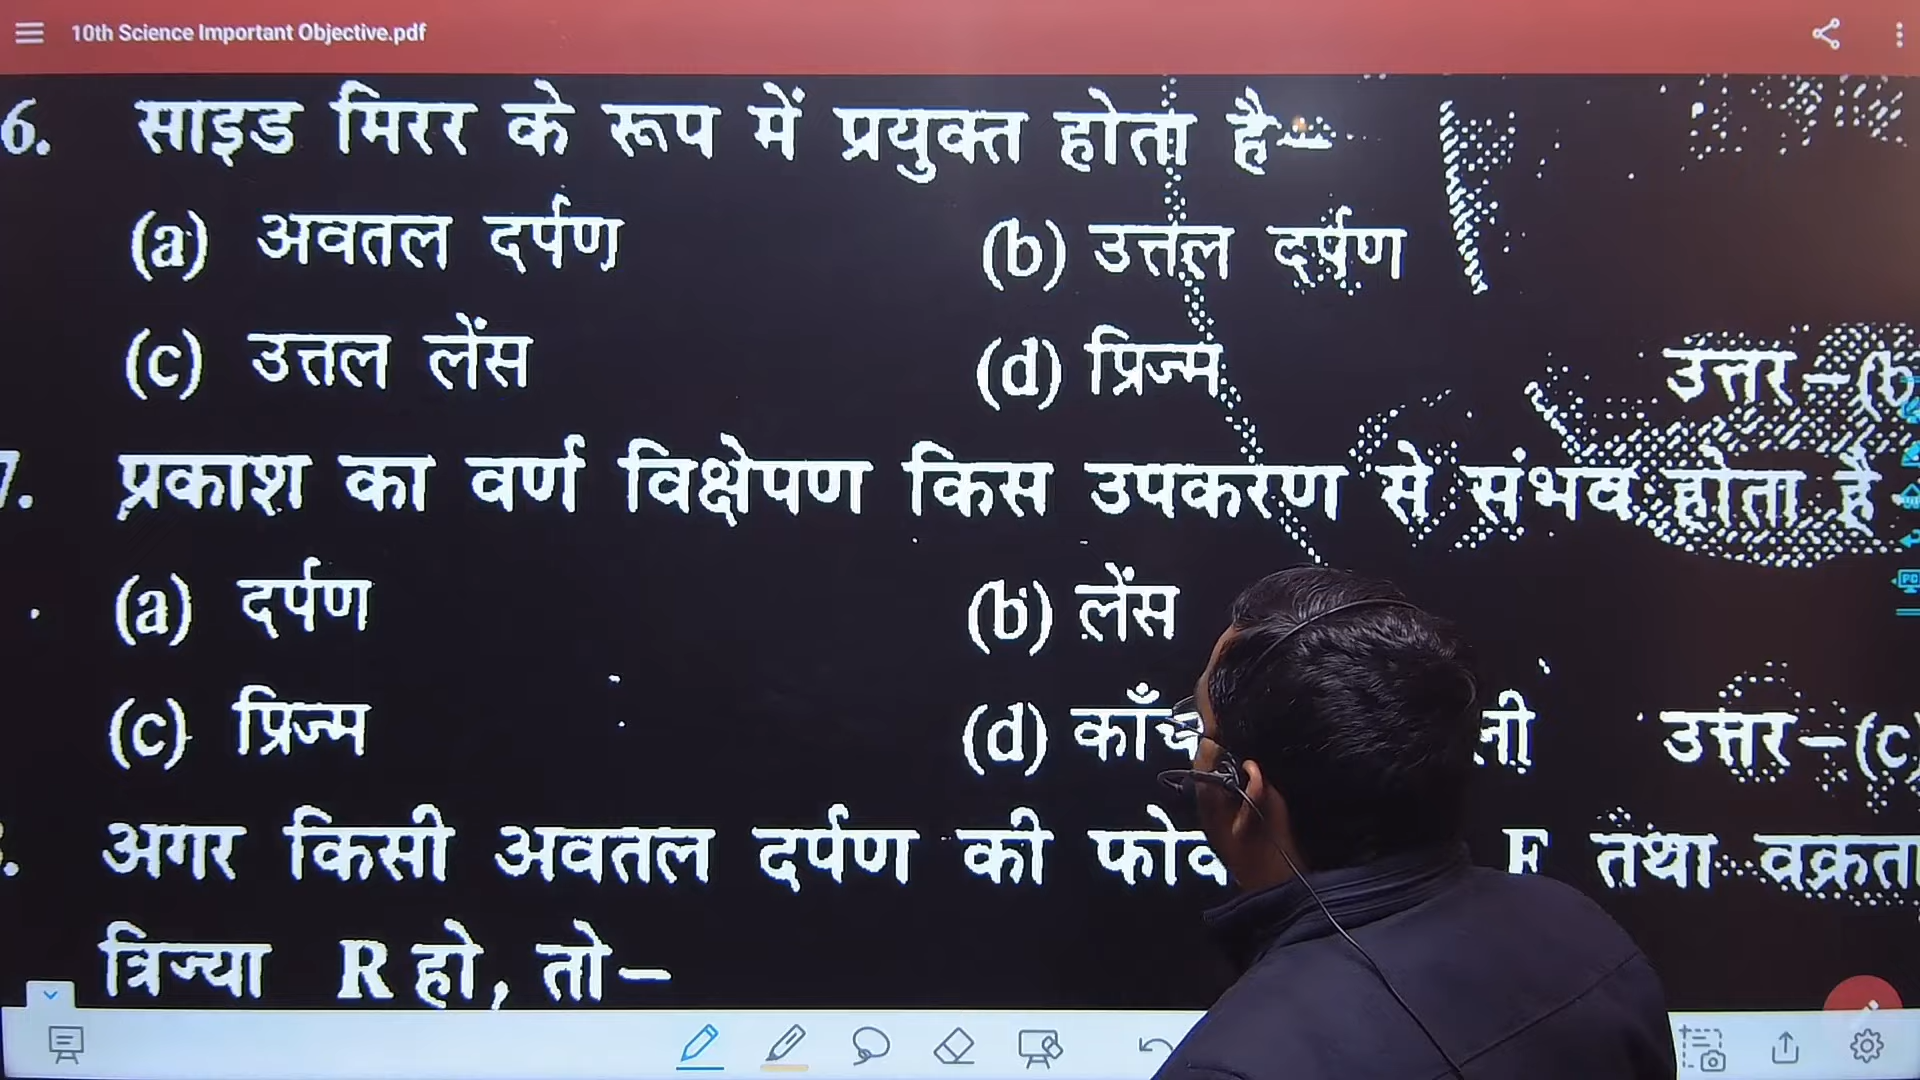 10th Science Important Objective.pdf
6. साइड मिरर के रूप में प्रयुक्त होता है–
(a) अवतल दर्पण (b) उत्तल दर्पण
(c) उत्तल लेंस (d) प्रिज्म उत्तर–(b
7. प्रकाश का वर्ण विक्षेपण किस उपकरण से संभव होता है
(a) दर्पण (b) लेंस
(c) प्रिज्म (d) काँच उत्तर–(c)
अगर किसी अवतल दर्पण की F तथा वक्रता
त्रिज्या R हो, तो–